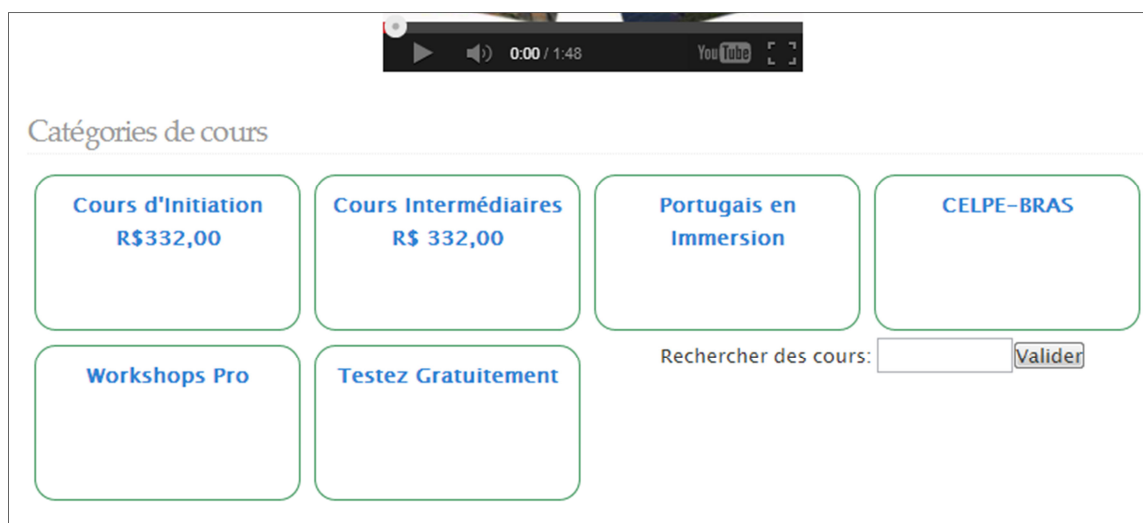 0:00 / 1:48 YouTube
Catégories de cours
Cours d'Initiation
R$332,00
Cours Intermédiaires
R$ 332,00
Portugais en
Immersion
CELPE-BRAS
Workshops Pro
Testez Gratuitement
Rechercher des cours: Valider